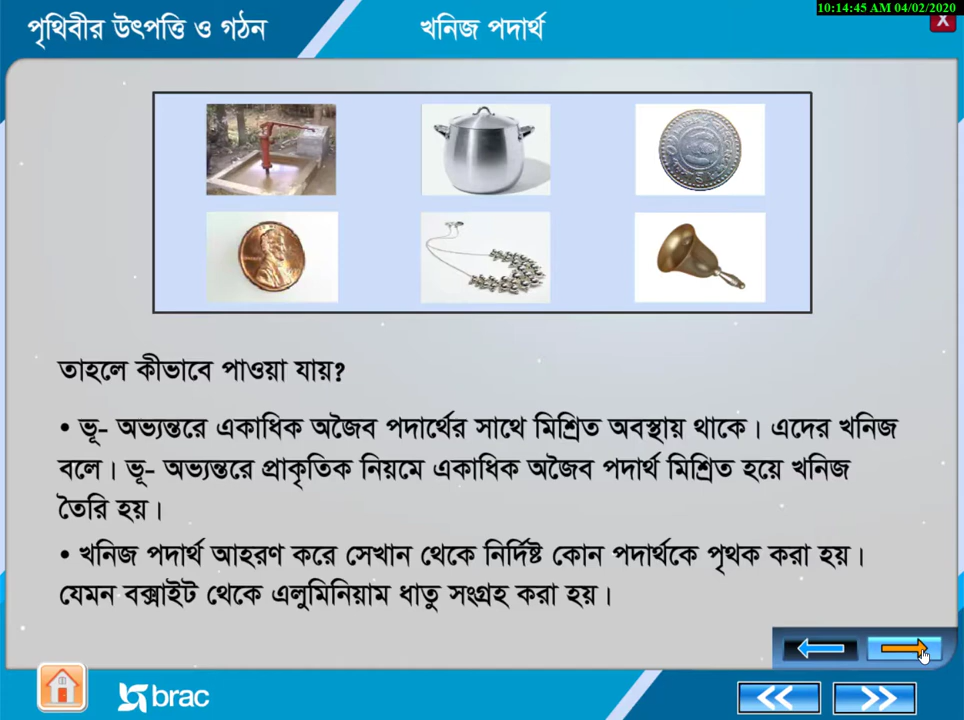 10:14:45 AM 04/02/2020
পৃথিবীর উৎপত্তি ও গঠন
খনিজ পদার্থ
X
তাহলে কীভাবে পাওয়া যায়?
• ভূ- অভ্যন্তরে একাধিক অজৈব পদার্থের সাথে মিশ্রিত অবস্থায় থাকে। এদের খনিজ
বলে। ভূ- অভ্যন্তরে প্রাকৃতিক নিয়মে একাধিক অজৈব পদার্থ মিশ্রিত হয়ে খনিজ
তৈরি হয়।
• খনিজ পদার্থ আহরণ করে সেখান থেকে নির্দিষ্ট কোন পদার্থকে পৃথক করা হয়।
যেমন বক্সাইট থেকে এলুমিনিয়াম ধাতু সংগ্রহ করা হয়।
brac